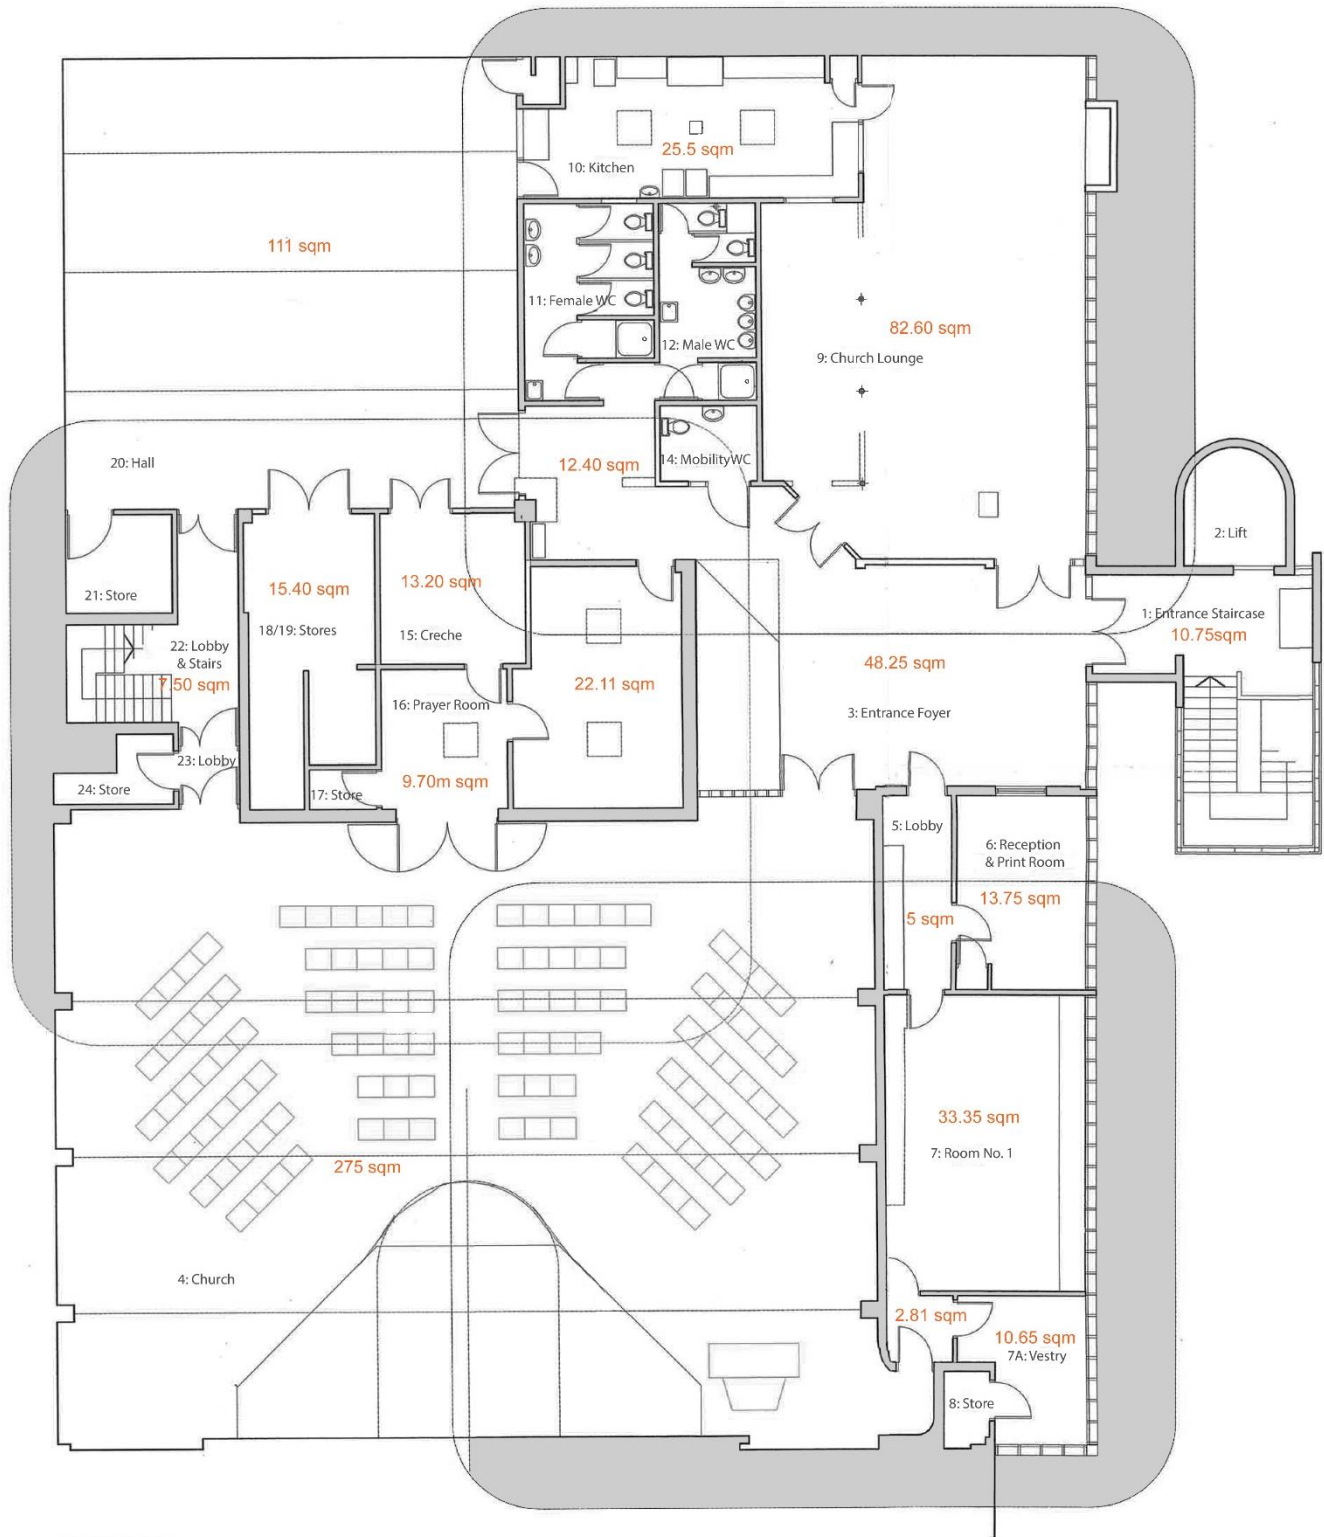 25.5 sqm
10: Kitchen
111 sqm
11: Female WC
82.60 sqm
12: Male WC
9: Church Lounge
20: Hall
12.40 sqm
14: MobilityWC
2: Lift
15.40 sqm
13.20 sqm
21: Store
1: Entrance Staircase
10.75sqm
18/19: Stores
15: Creche
22: Lobby
& Stairs
7.50 sqm
22.11 sqm
48.25 sqm
16: Prayer Room
3: Entrance Foyer
23: Lobby
9.70m sqm
24: Store
17: Store
5: Lobby
6: Reception
& Print Room
13.75 sqm
5 sqm
33.35 sqm
7: Room No. 1
275 sqm
4: Church
2.81 sqm
10.65 sqm
7A: Vestry
8: Store